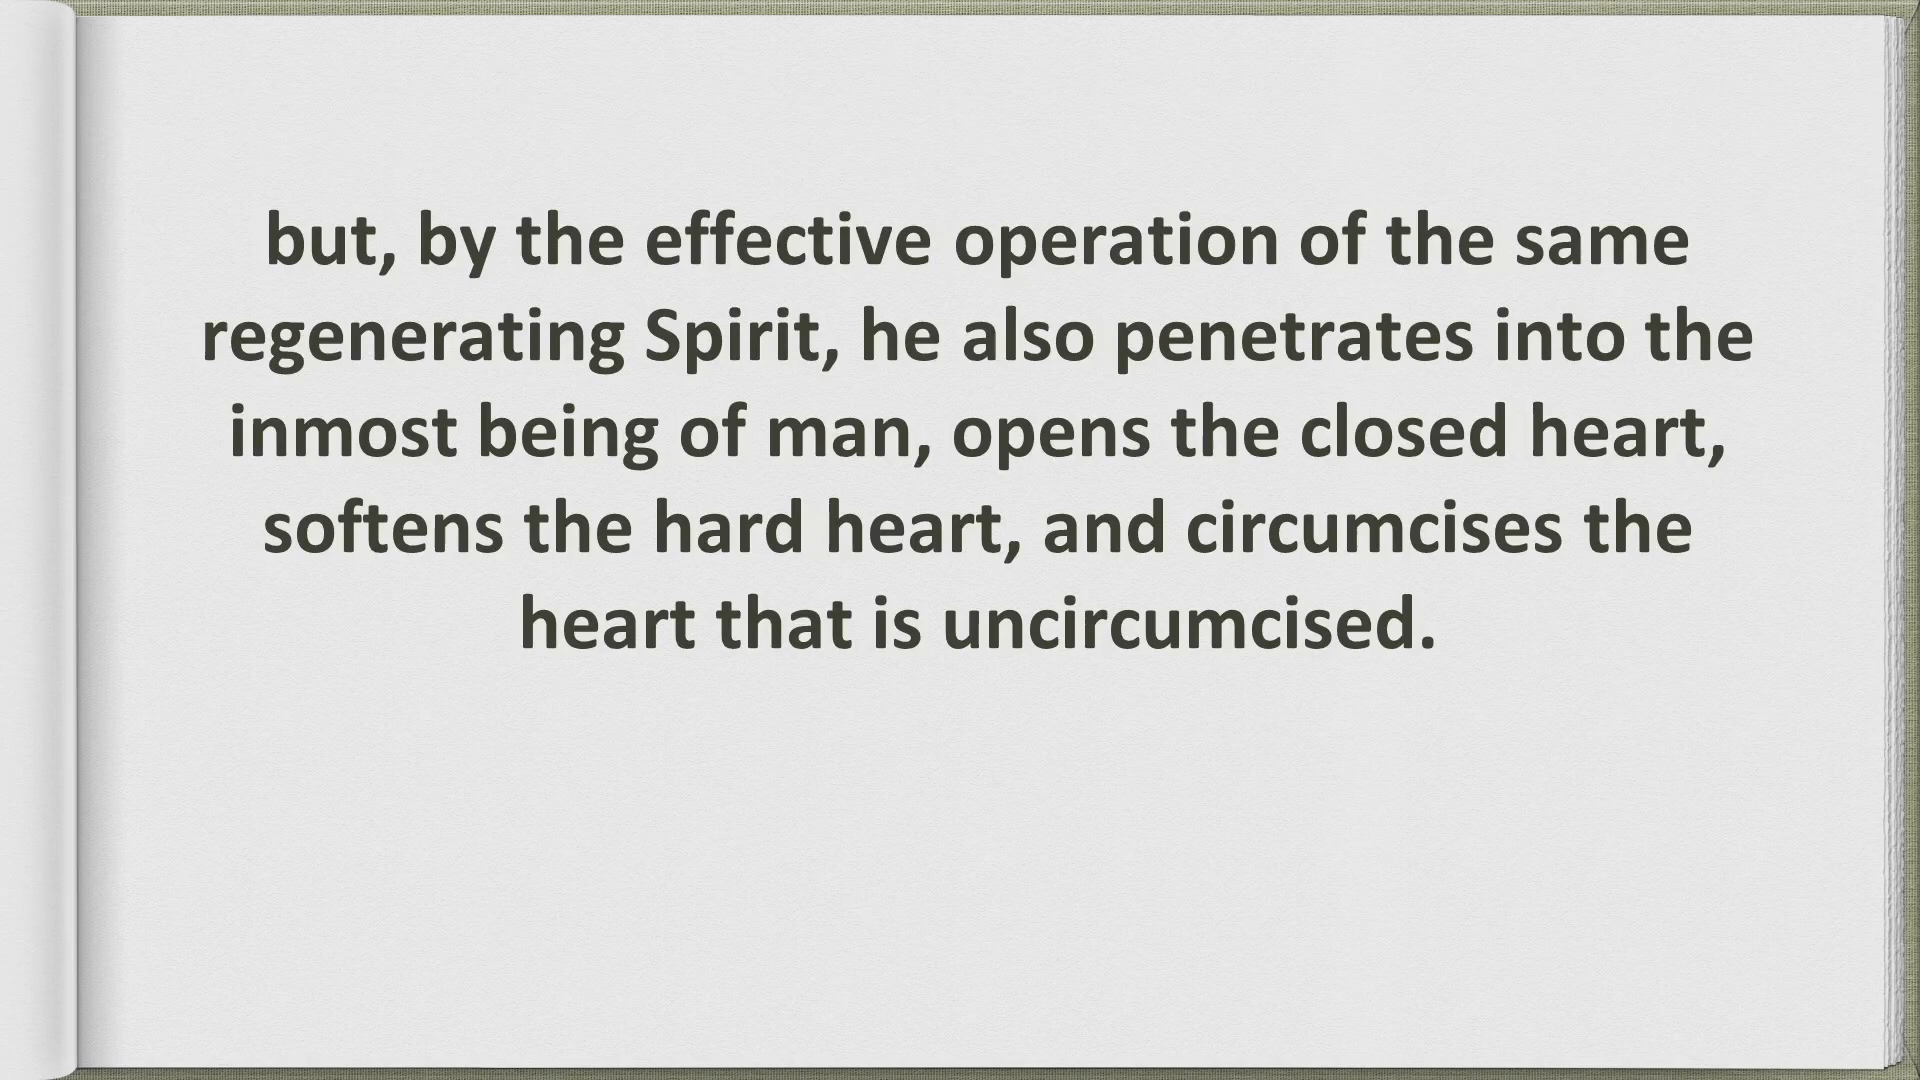 but, by the effective operation of the same
regenerating Spirit, he also penetrates into the
inmost being of man, opens the closed heart,
softens the hard heart, and circumcises the
heart that is uncircumcised.